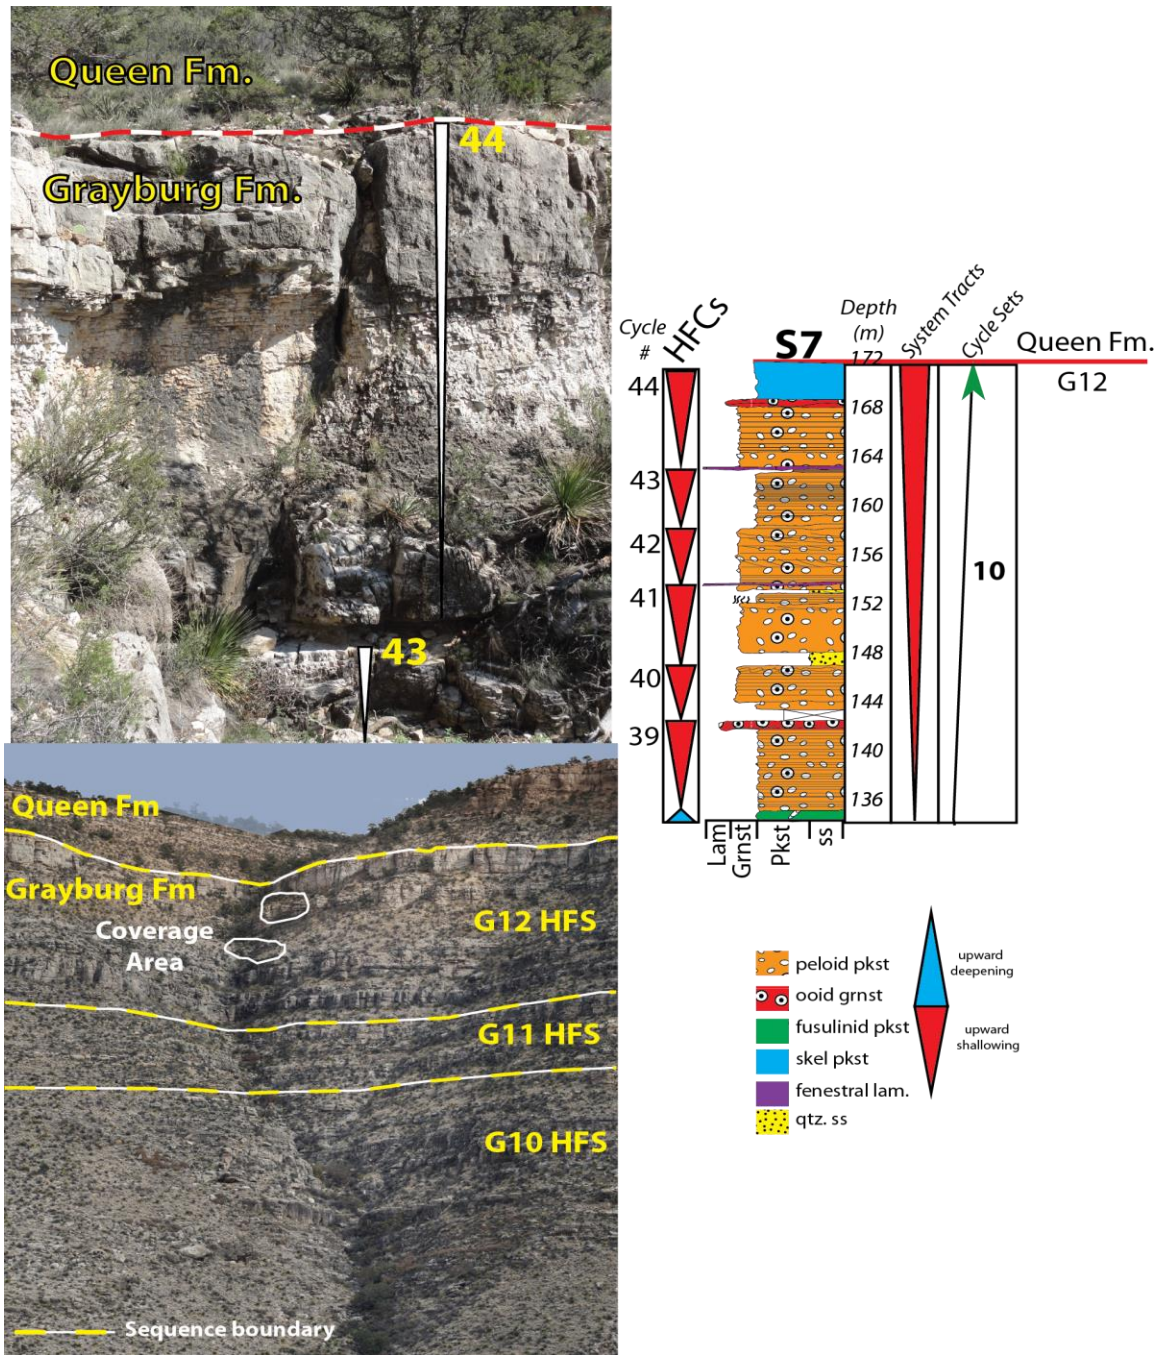 Queen Fm.
44
Grayburg Fm.
43
Queen Fm
Grayburg Fm
Coverage
Area
G12 HFS
G11 HFS
G10 HFS
Sequence boundary
Cycle
#
HFCs
S7
Depth
(m)
System Tracts
Cycle Sets
Queen Fm.
G12
172
44
168
164
43
160
42
156
10
41
152
148
40
144
39
140
136
Lam
Grnst
Pkst
ss
peloid pkst
ooid grnst
fusulinid pkst
skel pkst
fenestral lam.
qtz. ss
upward
deepening
upward
shallowing